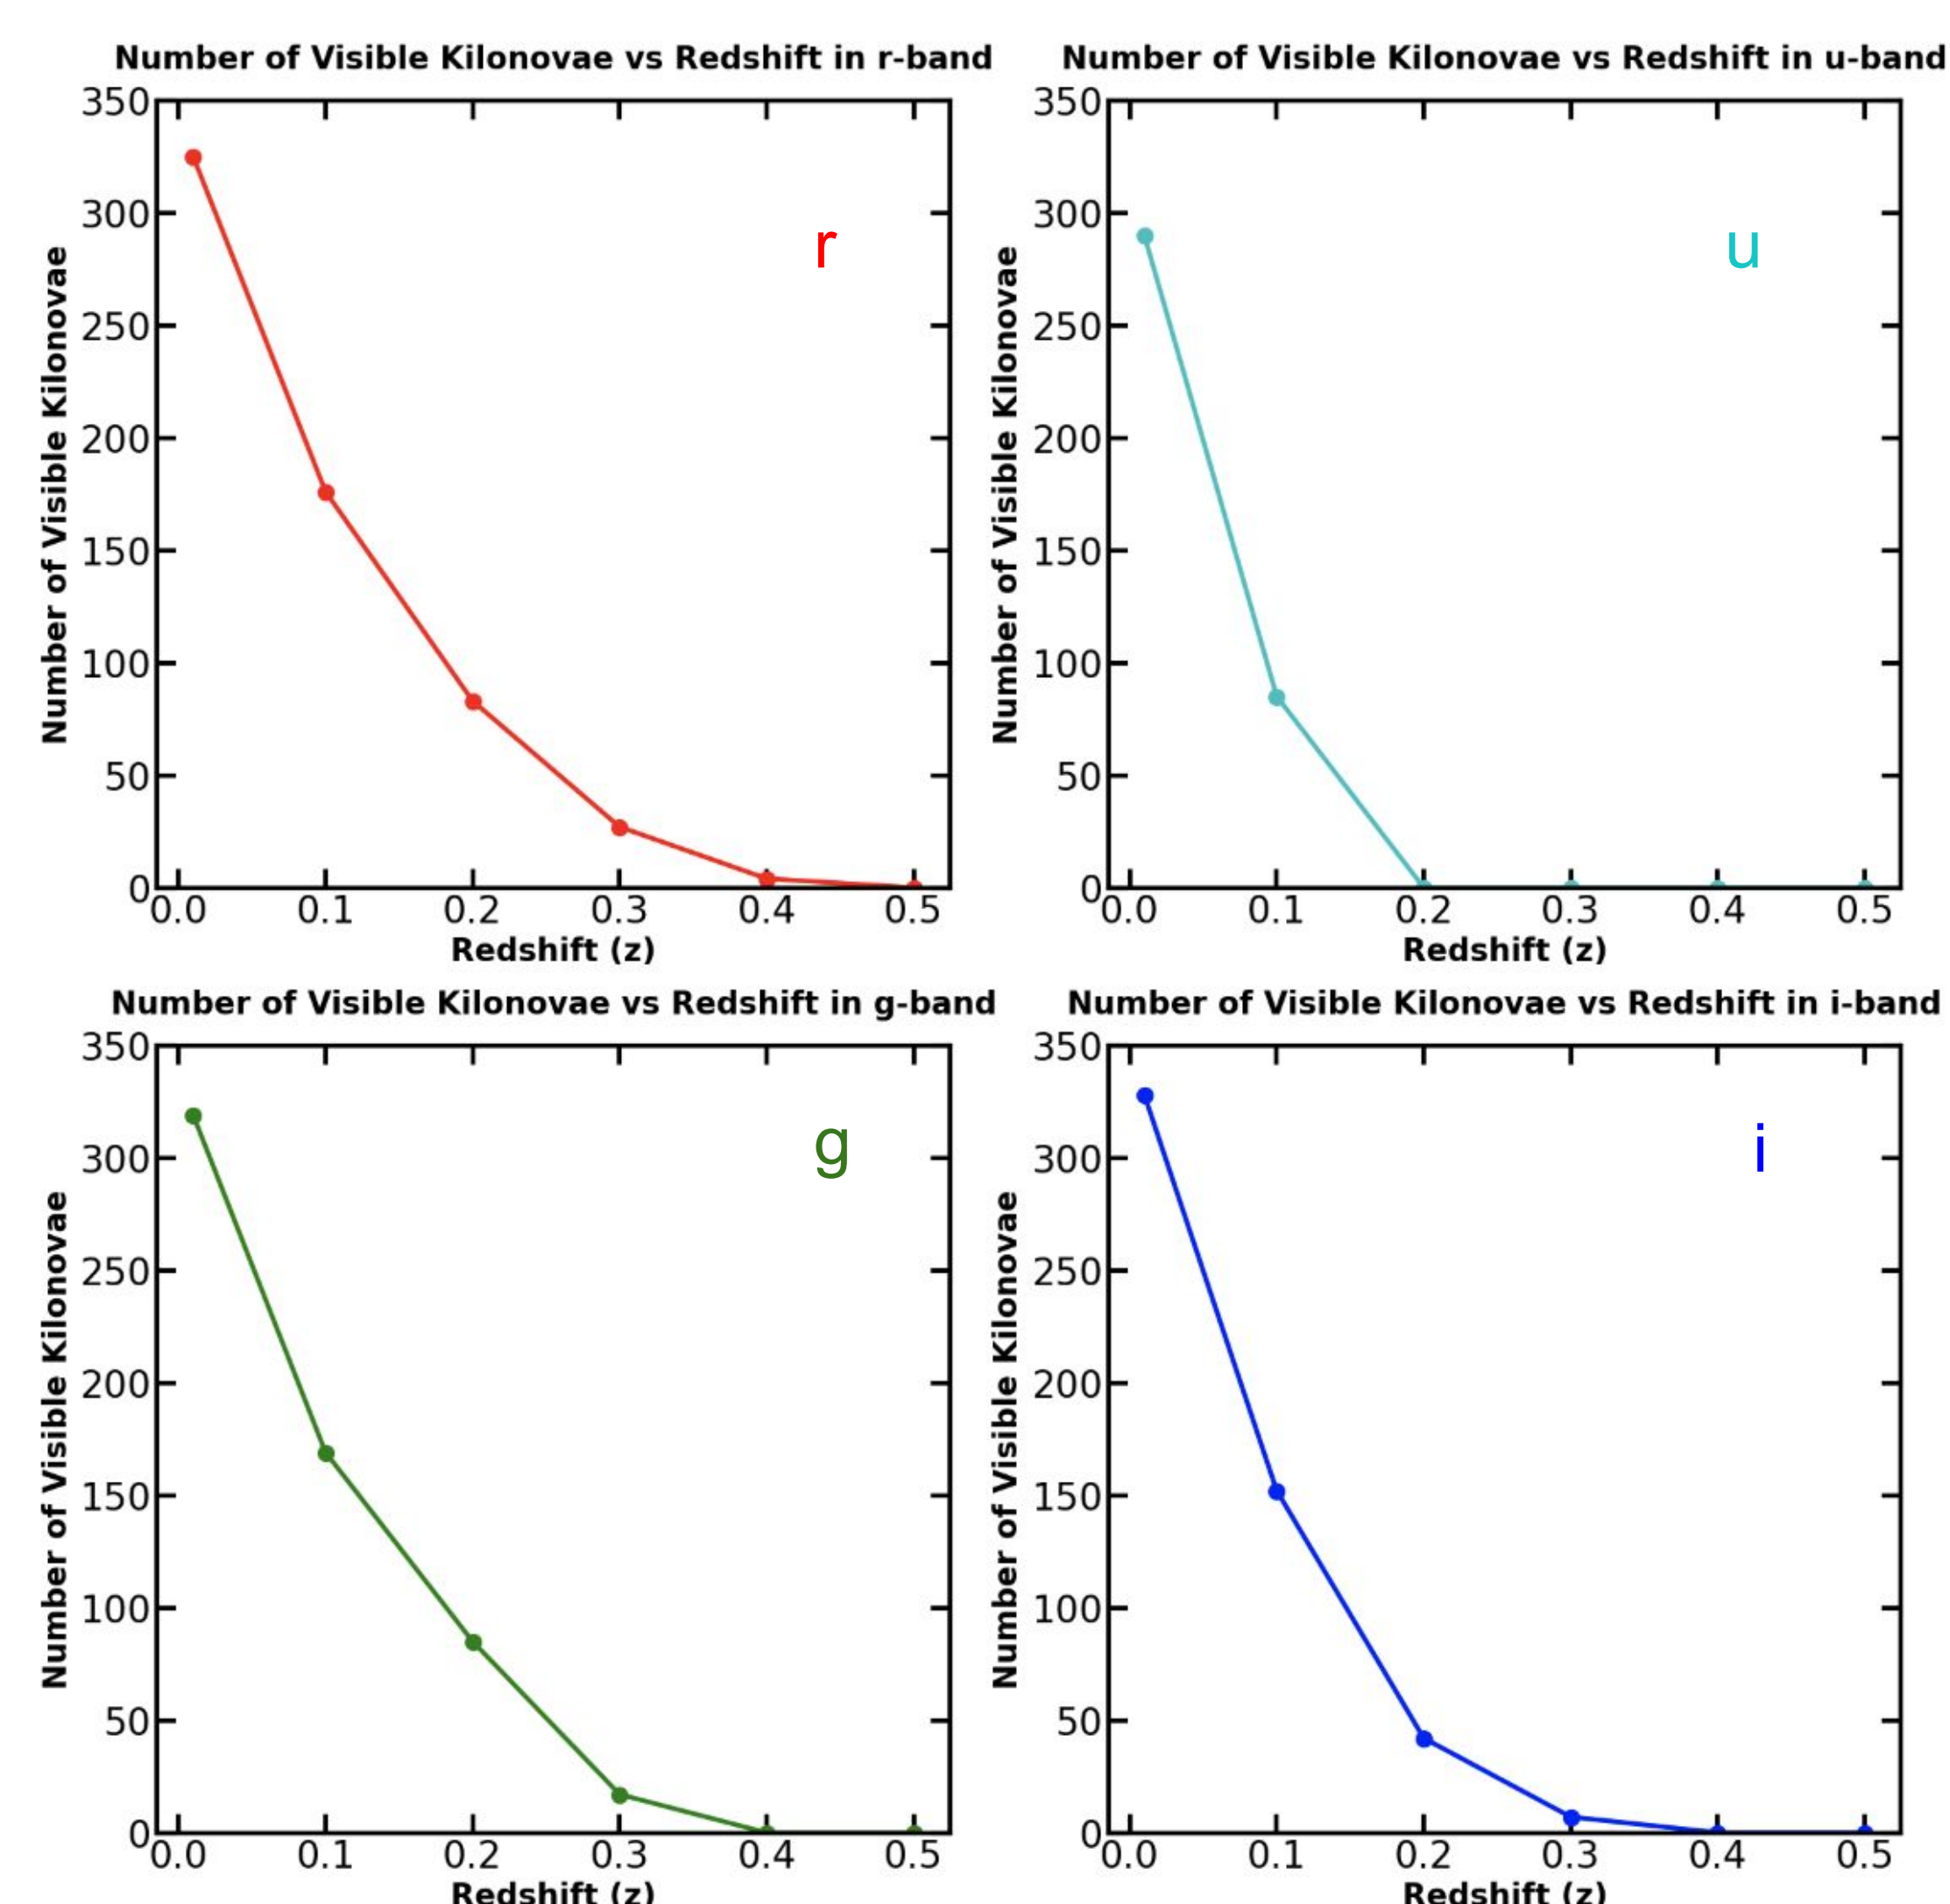 Number of Visible Kilonovae vs Redshift in r-band
350
300
250
200
150
100
50
0
Number of Visible Kilonovae
r
0.0 0.1 0.2 0.3 0.4 0.5
Redshift (z)
Number of Visible Kilonovae vs Redshift in u-band
350
300
250
200
150
100
50
0
Number of Visible Kilonovae
u
0.0 0.1 0.2 0.3 0.4 0.5
Redshift (z)
Number of Visible Kilonovae vs Redshift in g-band
350
300
250
200
150
100
50
0
Number of Visible Kilonovae
g
0.0 0.1 0.2 0.3 0.4 0.5
Redshift (z)
Number of Visible Kilonovae vs Redshift in i-band
350
300
250
200
150
100
50
0
Number of Visible Kilonovae
i
0.0 0.1 0.2 0.3 0.4 0.5
Redshift (z)